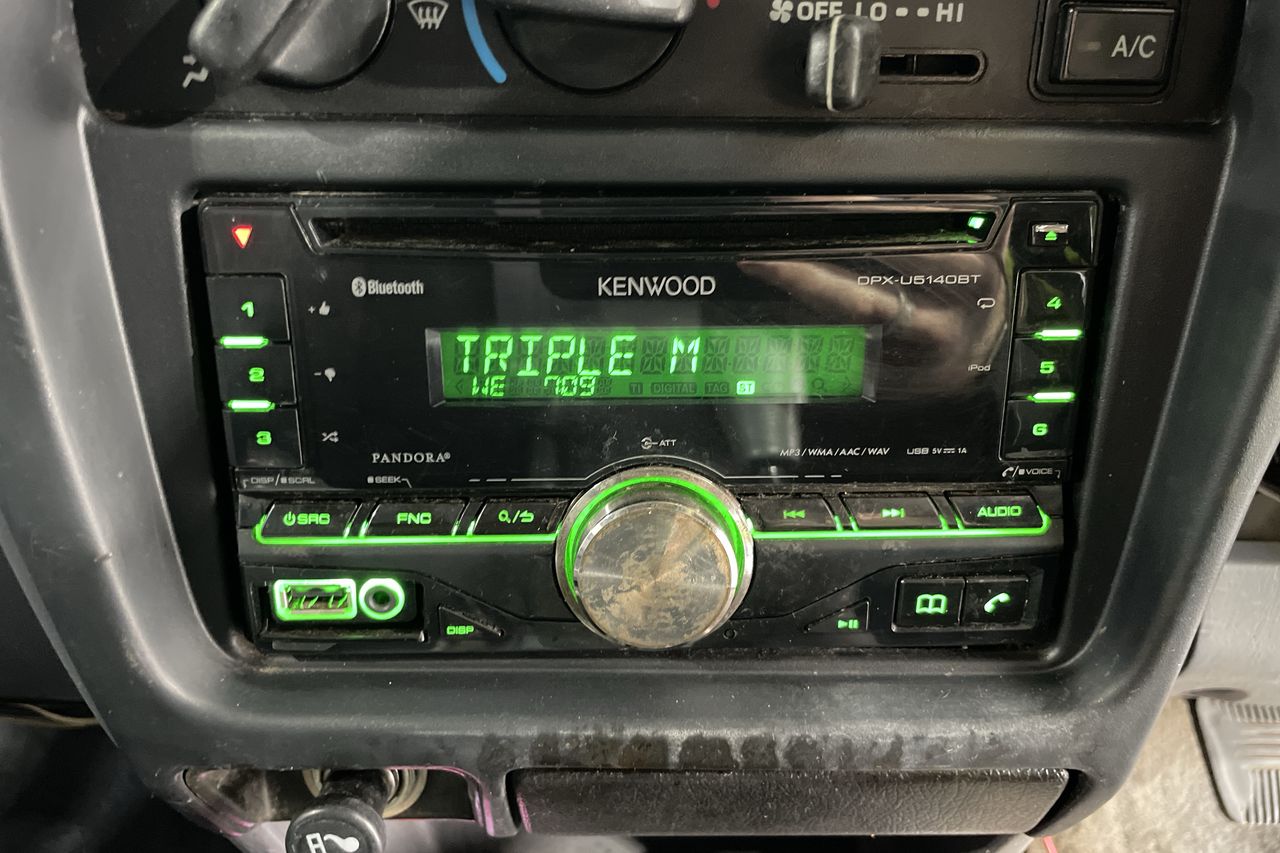 OFF LO HI
A/C
Bluetooth
KENWOOD
DPX-U5140BT
1
4
TRIPLE M
2
5
iPod
WE 709
TI DIGITAL TAG ST
3
6
ATT
PANDORA®
MP3/WMA/AAC/WAV
USB 5V 1A
DISP/SCRL
SEEK
VOICE
SRC
FNC
AUDIO
DISP